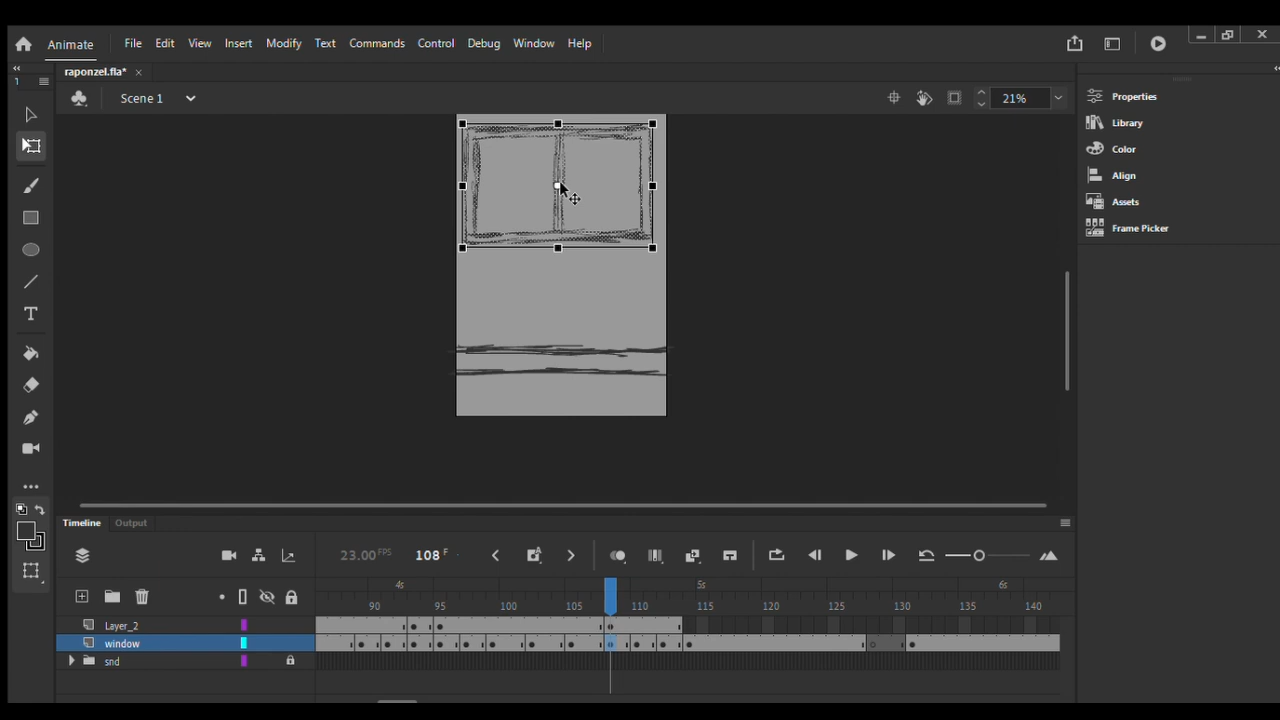 Animate File Edit View Insert Modify Text Commands Control Debug Window Help
1 raponzel.fla* ×
Scene 1 21%
Properties
Library
Color
Align
Assets
Frame Picker
T
Timeline Output
23.00 FPS 108 F
4s 5s 6s
90 95 100 105 110 115 120 125 130 135 140
Layer_2
window
snd